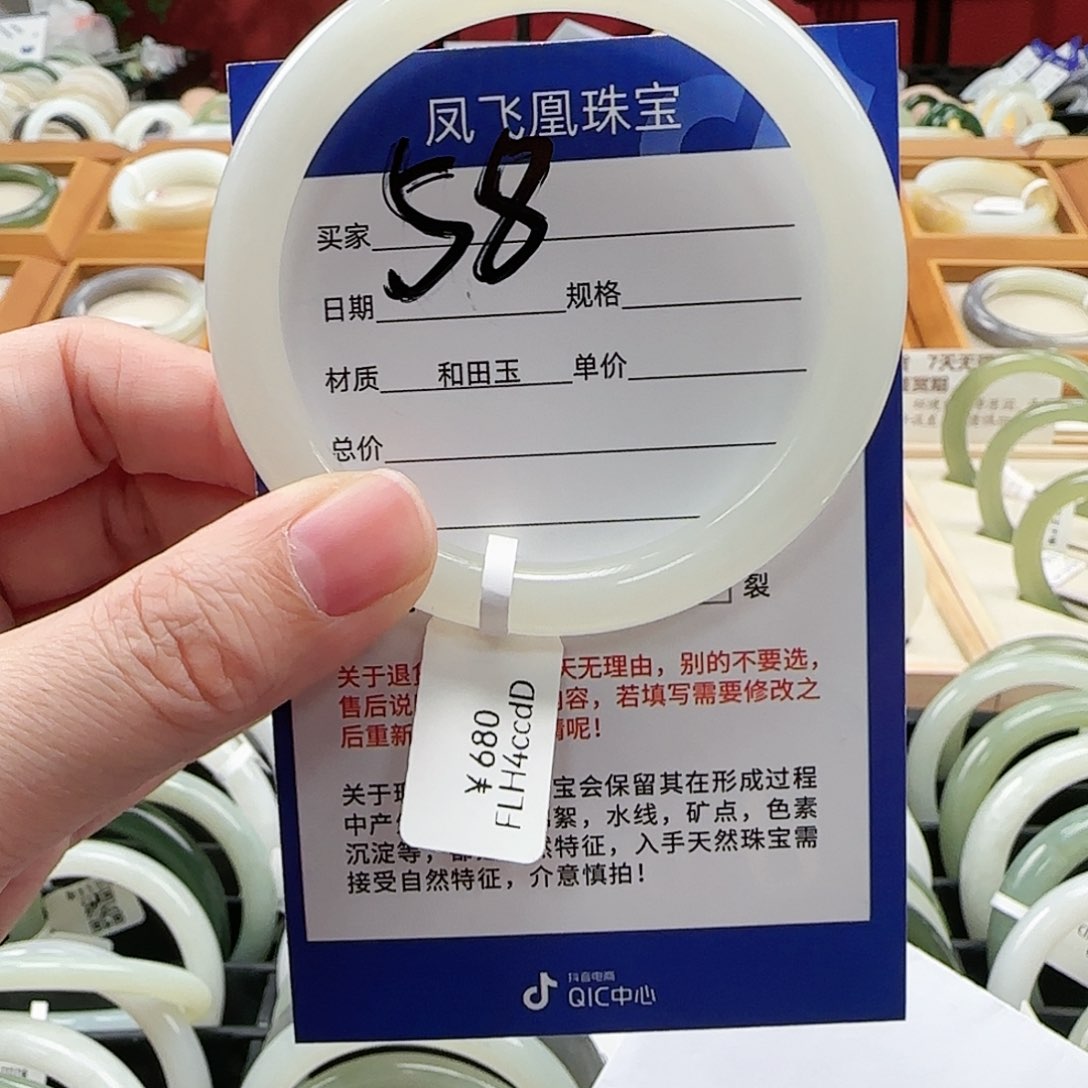 凤飞凰珠宝
58
买家
日期 规格
材质 和田玉 单价
总价
裂
关于退 天无理由，别的不要选，
售后说 容，若填写需要修改之
后重新 呢！
关于 宝会保留其在形成过程
中产 絮，水线，矿点，色素
沉淀等， 然特征，入手天然珠宝需
接受自然特征，介意慎拍！
¥680
FLH4ccdD
抖音电商
QIC中心
7天无